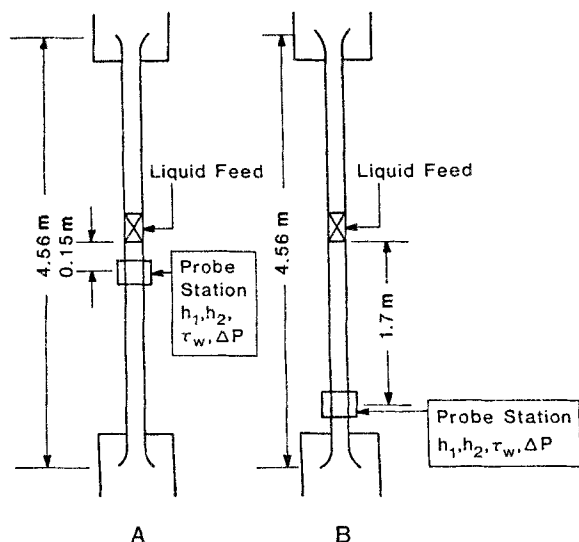 Liquid Feed
4.56 m
0.15 m
Probe
Station
h₁,h₂,
τw,ΔP
A
Liquid Feed
4.56 m
1.7 m
Probe Station
h₁,h₂,τw,ΔP
B